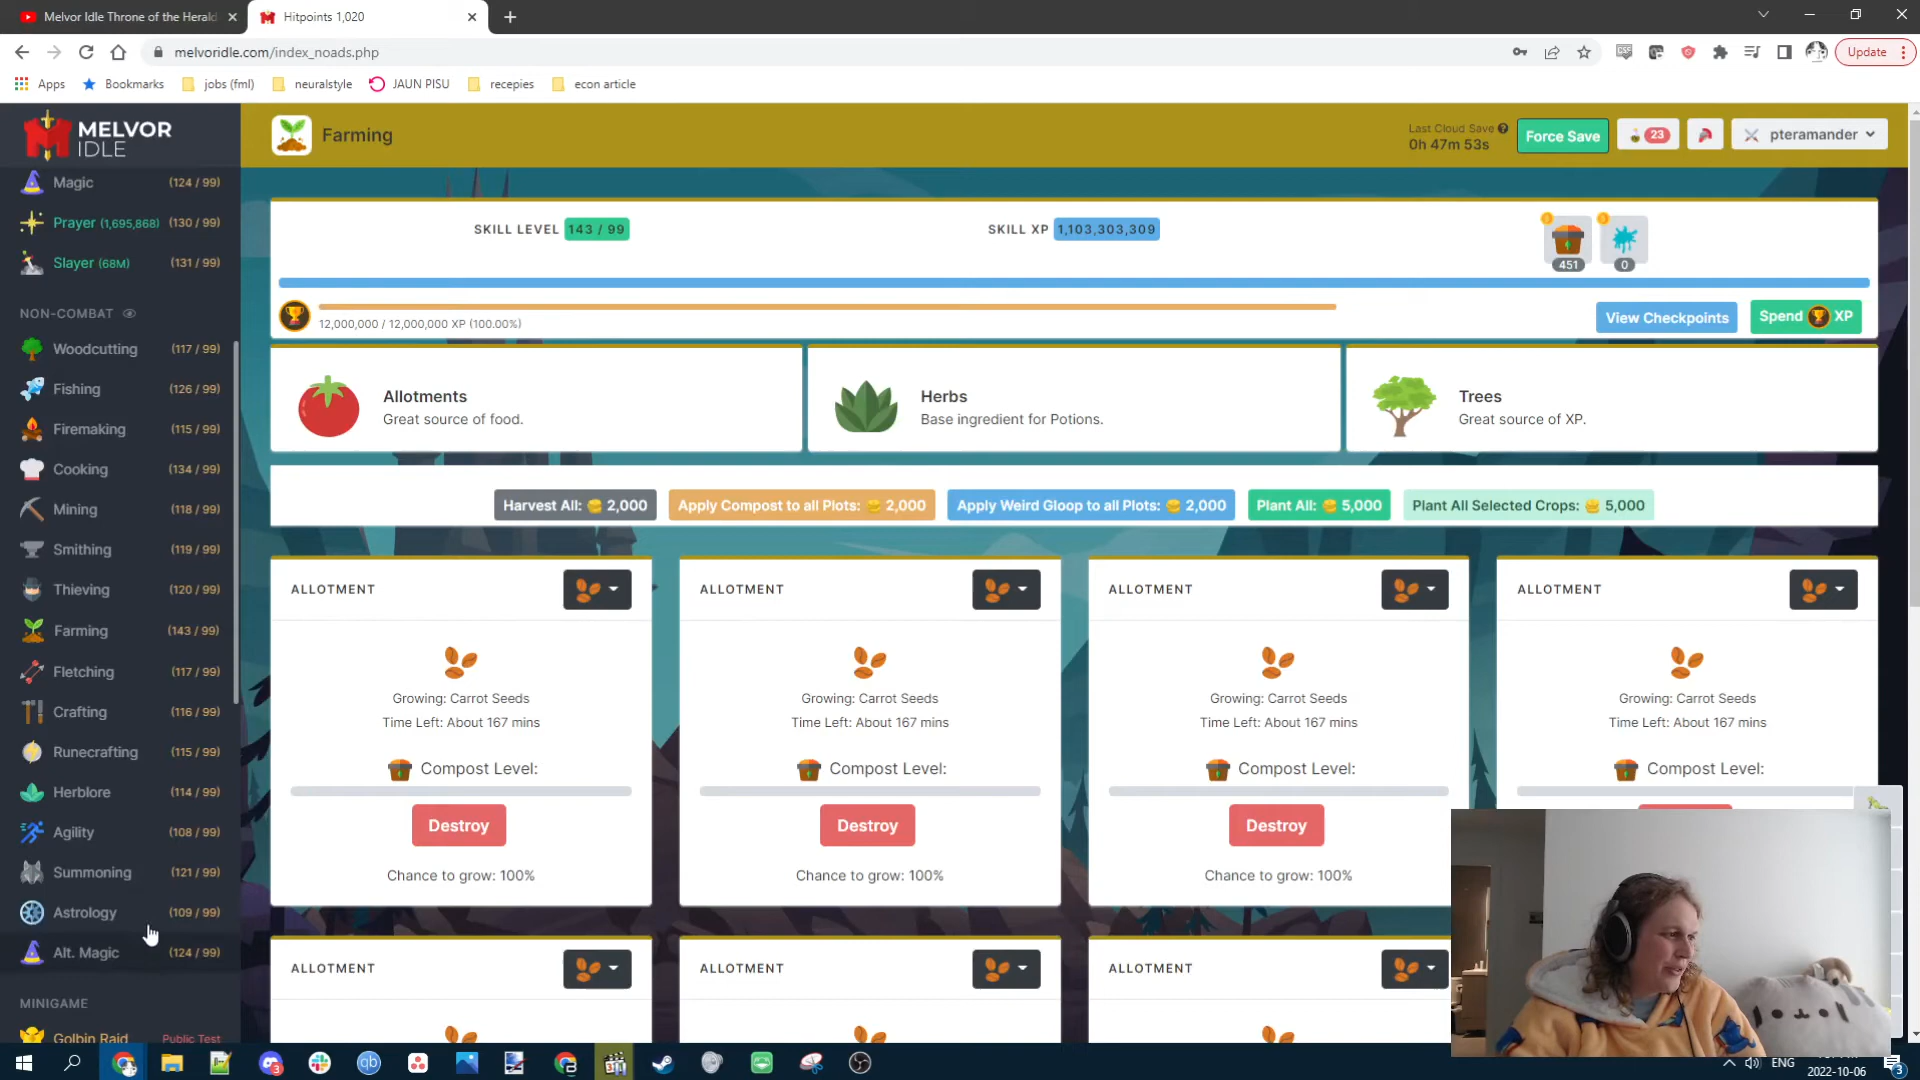 Melvor Idle Throne of the Herald
Hitpoints 1,020
melvoridle.com/index_noads.php
Update
Apps
Bookmarks
jobs (fml)
neuralstyle
JAUN PISU
recepies
econ article
MELVOR
IDLE
Farming
Last Cloud Save
0h 47m 53s
Force Save
23
pteramander
Magic (124 / 99)
Prayer (1,695,868) (130 / 99)
Slayer (68M) (131 / 99)
NON-COMBAT
Woodcutting (117 / 99)
Fishing (126 / 99)
Firemaking (115 / 99)
Cooking (134 / 99)
Mining (118 / 99)
Smithing (119 / 99)
Thieving (120 / 99)
Farming (143 / 99)
Fletching (117 / 99)
Crafting (116 / 99)
Runecrafting (115 / 99)
Herblore (114 / 99)
Agility (108 / 99)
Summoning (121 / 99)
Astrology (109 / 99)
Alt. Magic (124 / 99)
MINIGAME
Golbin Raid Public Test
SKILL LEVEL 143 / 99
SKILL XP 1,103,303,309
451
0
12,000,000 / 12,000,000 XP (100.00%)
View Checkpoints
Spend XP
Allotments
Great source of food.
Herbs
Base ingredient for Potions.
Trees
Great source of XP.
Harvest All: 2,000
Apply Compost to all Plots: 2,000
Apply Weird Gloop to all Plots: 2,000
Plant All: 5,000
Plant All Selected Crops: 5,000
ALLOTMENT
Growing: Carrot Seeds
Time Left: About 167 mins
Compost Level:
Destroy
Chance to grow: 100%
ALLOTMENT
Growing: Carrot Seeds
Time Left: About 167 mins
Compost Level:
Destroy
Chance to grow: 100%
ALLOTMENT
Growing: Carrot Seeds
Time Left: About 167 mins
Compost Level:
Destroy
Chance to grow: 100%
ALLOTMENT
Growing: Carrot Seeds
Time Left: About 167 mins
Compost Level:
ALLOTMENT
ALLOTMENT
ALLOTMENT
ENG
2022-10-06
3